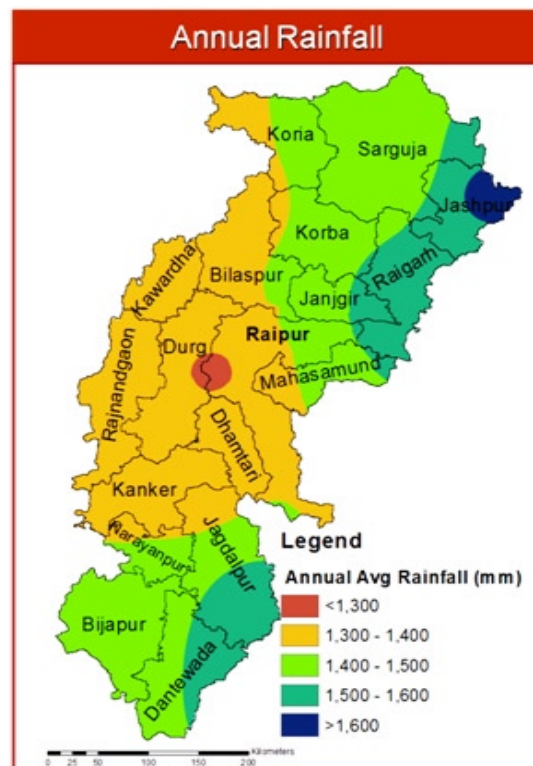 Annual Rainfall
Koria
Sarguja
Jashpur
Korba
Raigarh
Bilaspur
Kawardha
Janjgir
Raipur
Durg
Rajnandgaon
Mahasamund
Dhamtari
Kanker
Narayanpur
Jagdalpur
Bijapur
Dantewada
Legend
Annual Avg Rainfall (mm)
<1,300
1,300 - 1,400
1,400 - 1,500
1,500 - 1,600
>1,600
Kilometers
0 25 50 100 150 200